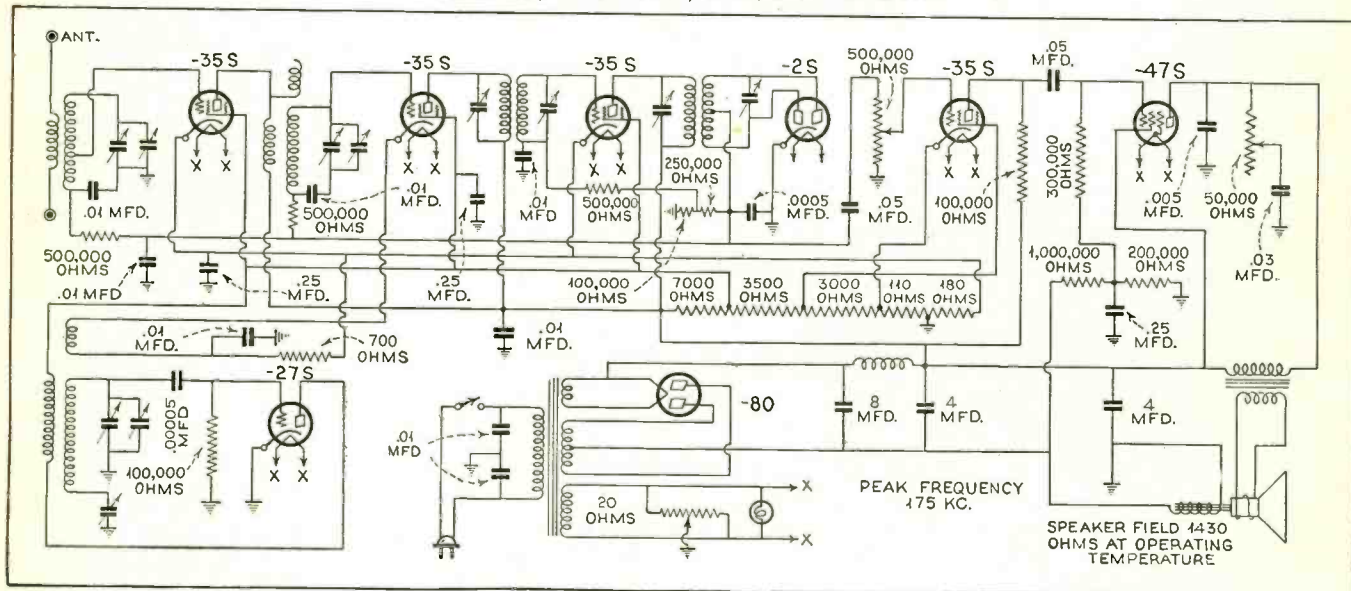 ANT.
-35 S
-35 S
-35 S
-2 S
500,000
OHMS
-35 S
.05
MFD.
-47 S
.01 MFD.
500,000
OHMS
.01 MFD
.25
MFD.
X X
.01
MFD.
500,000
OHMS
X X
.25
MFD.
.01
MFD
500,000
OHMS
X X
250,000
OHMS
100,000
OHMS
.0005
MFD.
X X
.05
MFD.
100,000
OHMS
X X
300,000
OHMS
X X
.005
MFD.
50,000
OHMS
.03
MFD.
7000
OHMS
3500
OHMS
3000
OHMS
110
OHMS
180
OHMS
1,000,000
OHMS
200,000
OHMS
.25
MFD.
.01
MFD.
700
OHMS
.01
MFD.
-27 S
.00005
MFD
100,000
OHMS
X X
.01
MFD
-80
8
MFD.
4
MFD.
4
MFD.
20
OHMS
X
X
PEAK FREQUENCY
175 KC.
SPEAKER FIELD 1430
OHMS AT OPERATING
TEMPERATURE